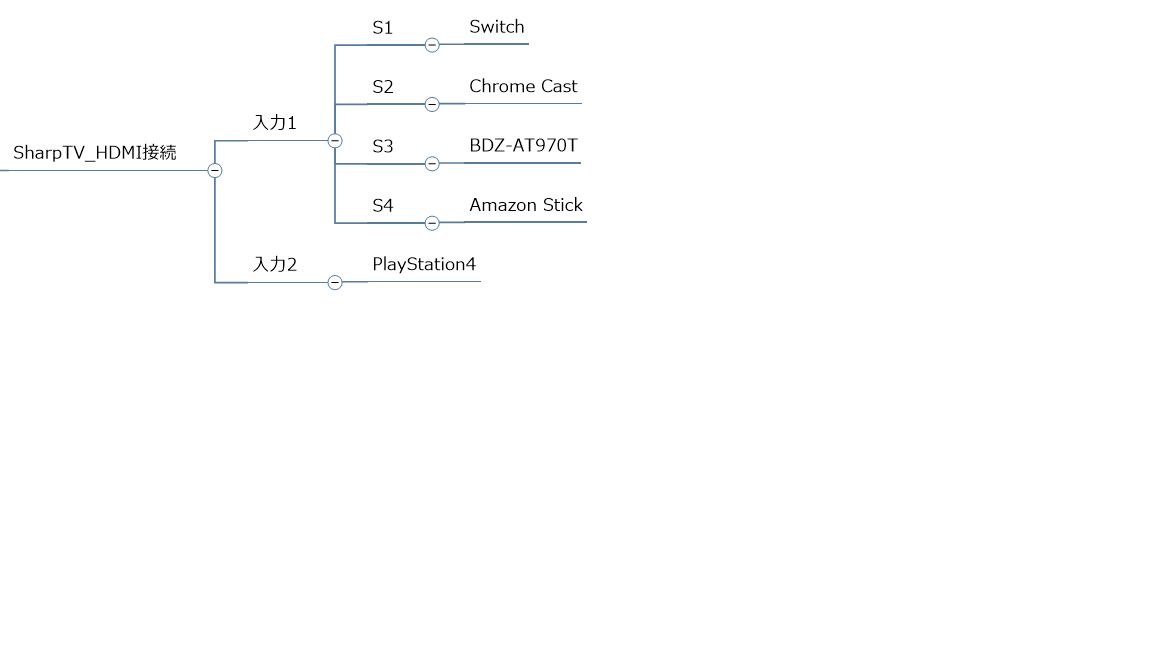 SharpTV_HDMI接続
入力1
S1
Switch
S2
Chrome Cast
S3
BDZ-AT970T
S4
Amazon Stick
入力2
PlayStation4